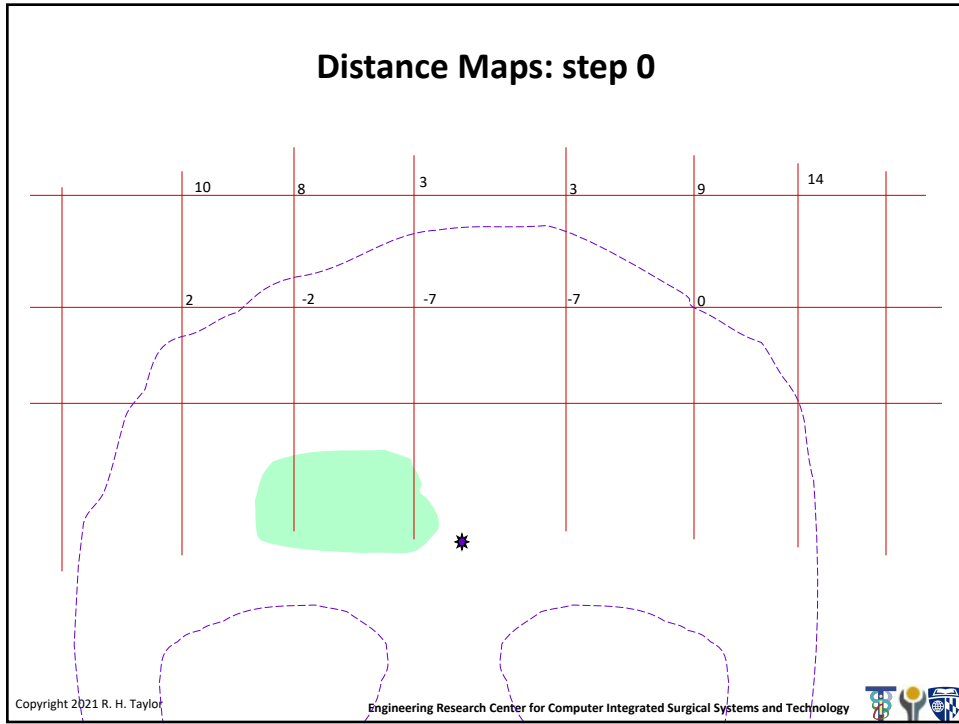 Distance Maps: step 0
10 8 3 3 9 14
2 -2 -7 -7 0
Copyright 2021 R. H. Taylor
Engineering Research Center for Computer Integrated Surgical Systems and Technology